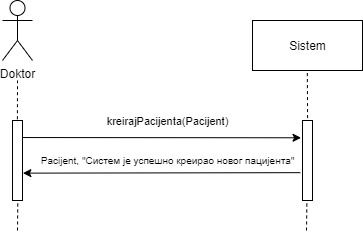 Sistem
Doktor
kreirajPacijenta(Pacijent)
Pacijent, "Систем је успешно креирао новог пацијента"